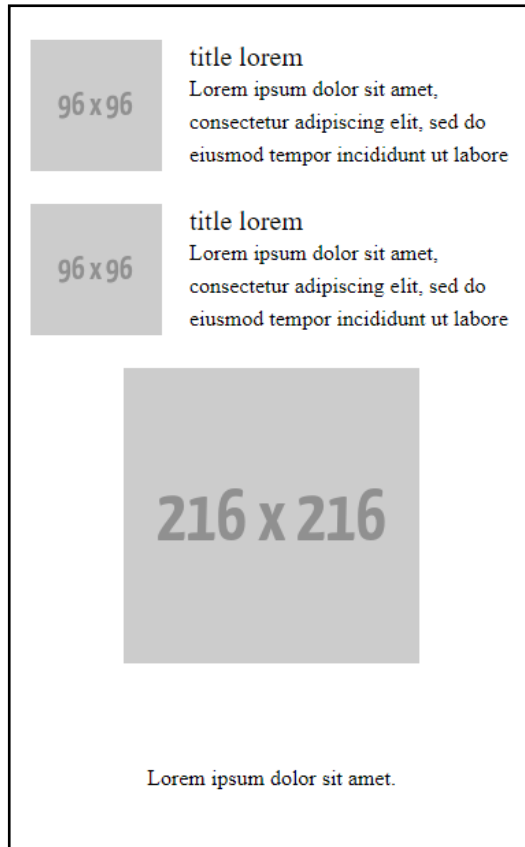 96 x 96
title lorem
Lorem ipsum dolor sit amet,
consectetur adipiscing elit, sed do
eiusmod tempor incididunt ut labore
96 x 96
title lorem
Lorem ipsum dolor sit amet,
consectetur adipiscing elit, sed do
eiusmod tempor incididunt ut labore
216 x 216
Lorem ipsum dolor sit amet.